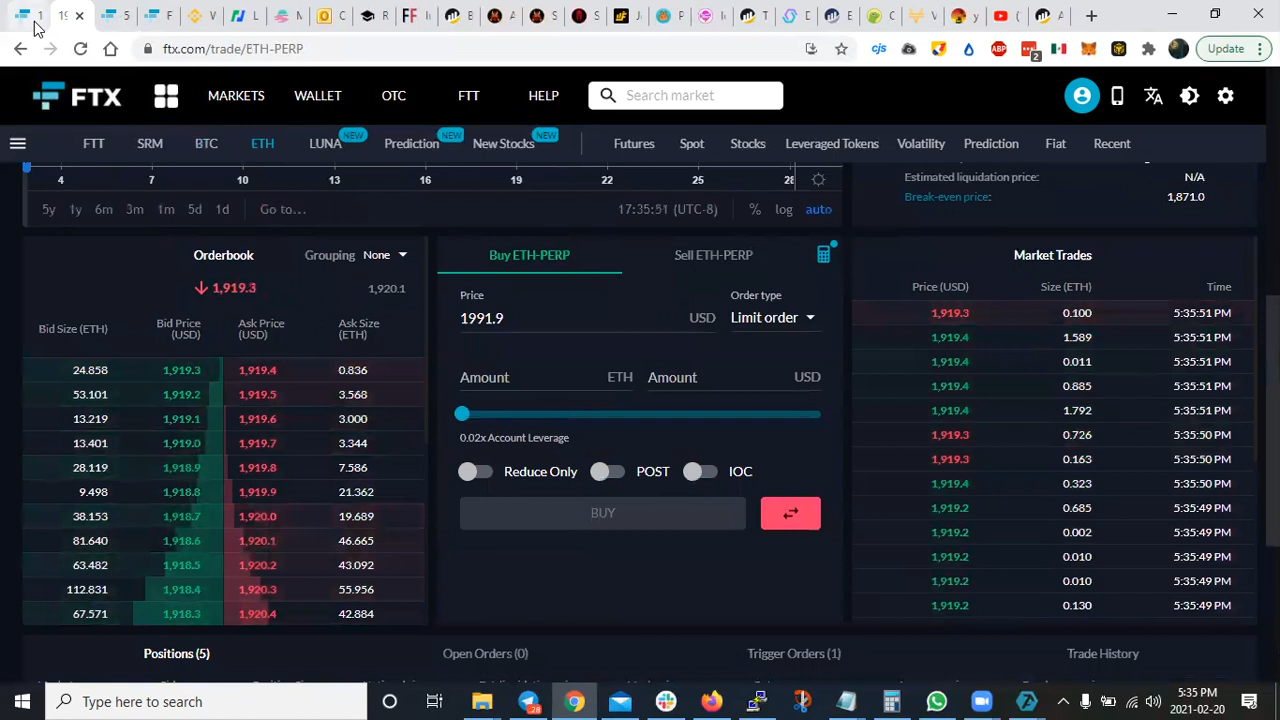 1 19 5 F B D M O C R FF In B A S S Jo P In T D E C V y ( A
ftx.com/trade/ETH-PERP cjs ABP 2 Update
FTX MARKETS WALLET OTC FTT HELP Search market
FTT SRM BTC ETH LUNA NEW Prediction NEW New Stocks NEW Futures Spot Stocks Leveraged Tokens Volatility Prediction Fiat Recent
4 7 10 13 16 19 22 25 28
Estimated liquidation price: N/A
Break-even price: 1,871.0
5y 1y 6m 3m 1m 5d 1d Go to... 17:35:51 (UTC-8) % log auto
Orderbook Grouping None
1,919.3 1,920.1
Bid Size (ETH) Bid Price (USD) Ask Price (USD) Ask Size (ETH)
24.858 1,919.3 1,919.4 0.836
53.101 1,919.2 1,919.5 3.568
13.219 1,919.1 1,919.6 3.000
13.401 1,919.0 1,919.7 3.344
28.119 1,918.9 1,919.8 7.586
9.498 1,918.8 1,919.9 21.362
38.153 1,918.7 1,920.0 19.689
81.640 1,918.6 1,920.1 46.665
63.482 1,918.5 1,920.2 43.092
112.831 1,918.4 1,920.3 55.956
67.571 1,918.3 1,920.4 42.884
Buy ETH-PERP Sell ETH-PERP
Price Order type
1991.9 USD Limit order
Amount ETH Amount USD
0.02x Account Leverage
Reduce Only POST IOC
BUY
Market Trades
Price (USD) Size (ETH) Time
1,919.3 0.100 5:35:51 PM
1,919.4 1.589 5:35:51 PM
1,919.4 0.011 5:35:51 PM
1,919.4 0.885 5:35:51 PM
1,919.4 1.792 5:35:51 PM
1,919.3 0.726 5:35:50 PM
1,919.3 0.163 5:35:50 PM
1,919.4 0.323 5:35:50 PM
1,919.2 0.685 5:35:49 PM
1,919.2 0.002 5:35:49 PM
1,919.2 0.010 5:35:49 PM
1,919.2 0.010 5:35:49 PM
1,919.2 0.130 5:35:49 PM
Positions (5) Open Orders (0) Trigger Orders (1) Trade History
Type here to search 28 5:35 PM
2021-02-20